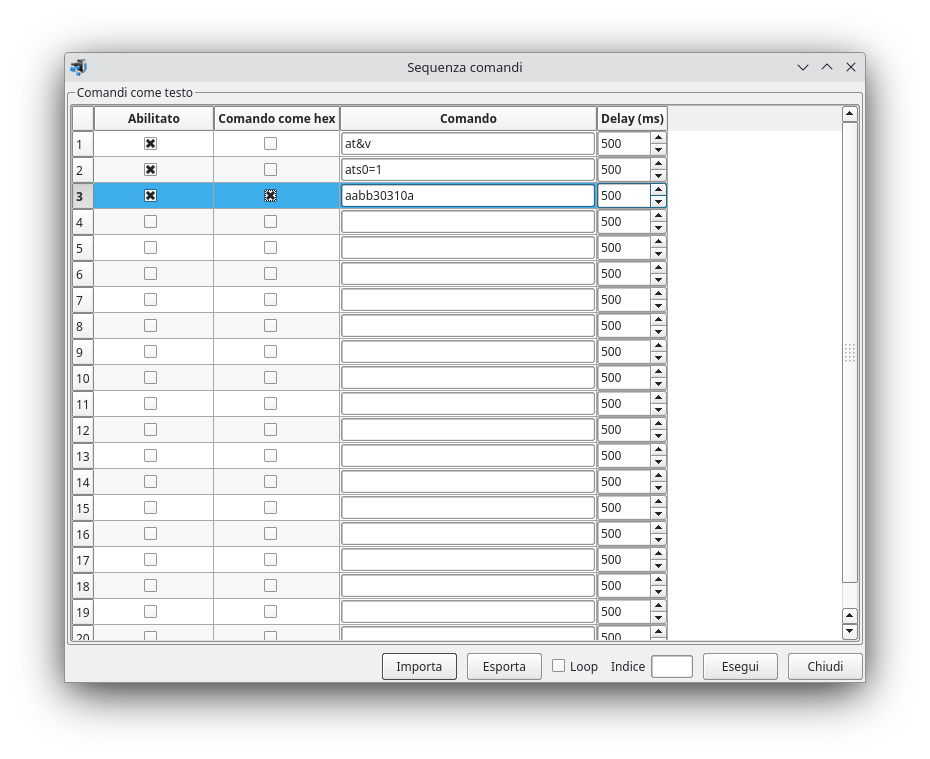 Sequenza comandi
Comandi come testo
Abilitato Comando come hex Comando Delay (ms)
1 at&v 500
2 ats0=1 500
3 aabb30310a 500
4 500
5 500
6 500
7 500
8 500
9 500
10 500
11 500
12 500
13 500
14 500
15 500
16 500
17 500
18 500
19 500
20 500
Importa Esporta Loop Indice Esegui Chiudi